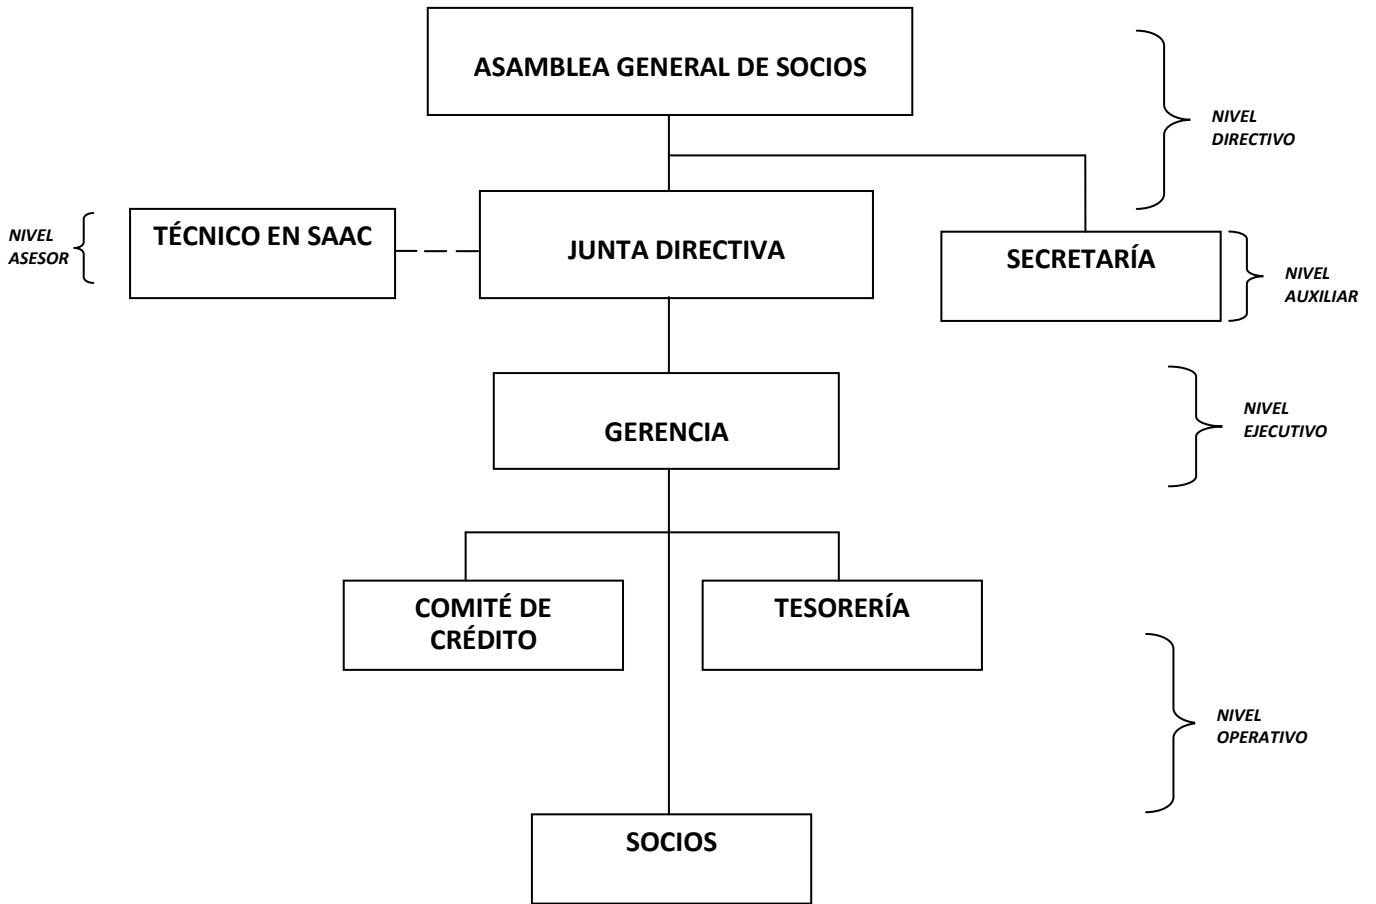 ASAMBLEA GENERAL DE SOCIOS
NIVEL
DIRECTIVO
NIVEL
ASESOR
TÉCNICO EN SAAC
JUNTA DIRECTIVA
SECRETARÍA
NIVEL
AUXILIAR
GERENCIA
NIVEL
EJECUTIVO
COMITÉ DE
CRÉDITO
TESORERÍA
NIVEL
OPERATIVO
SOCIOS